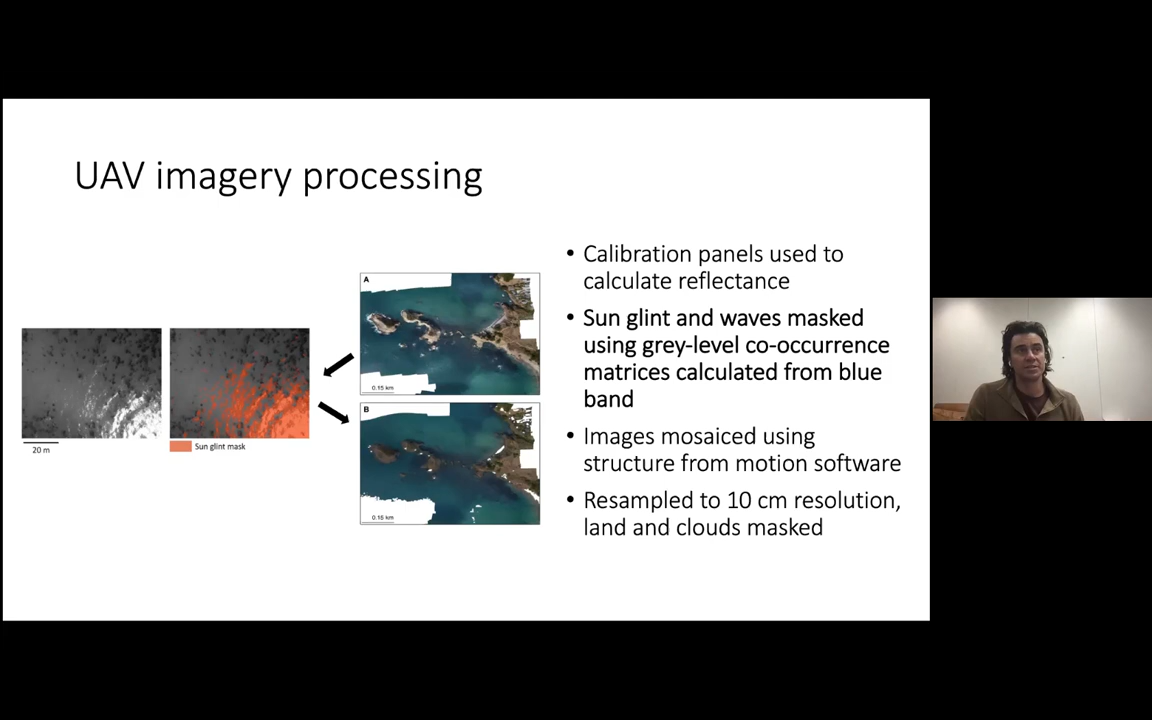 UAV imagery processing
A
0.15 km
B
0.15 km
20 m
Sun glint mask
• Calibration panels used to
calculate reflectance
• Sun glint and waves masked
using grey-level co-occurrence
matrices calculated from blue
band
• Images mosaiced using
structure from motion software
• Resampled to 10 cm resolution,
land and clouds masked